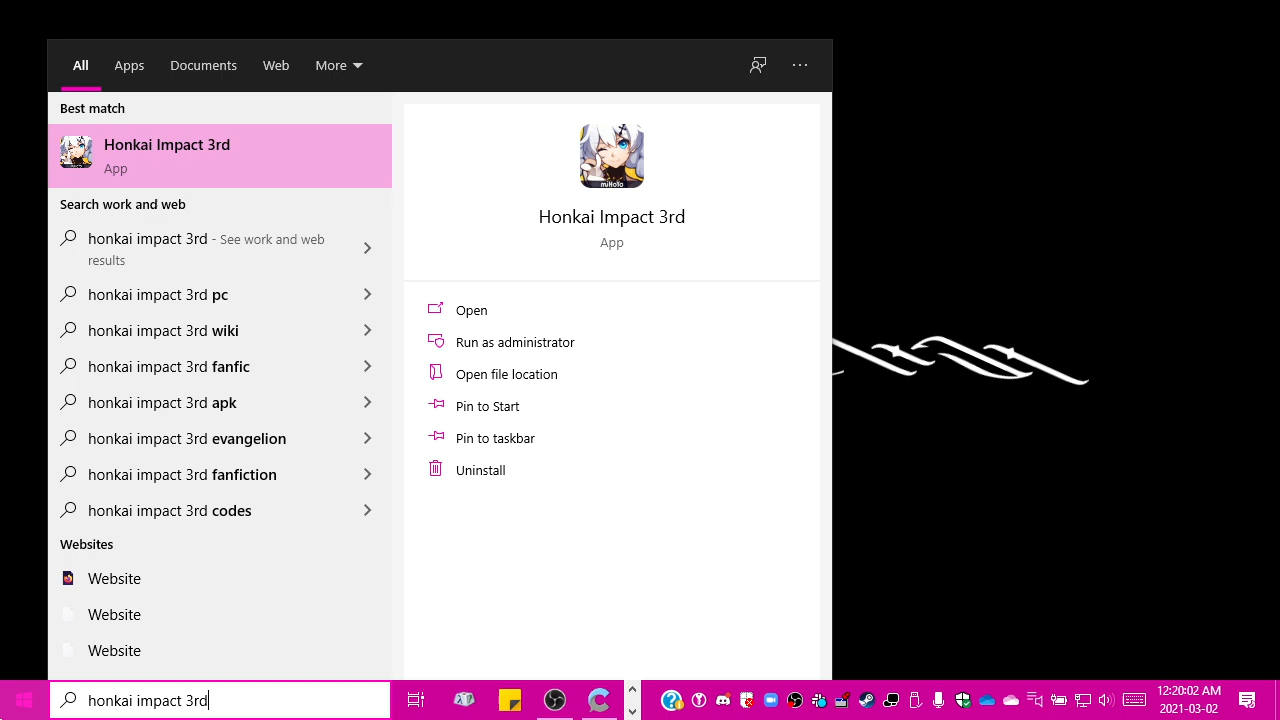 All Apps Documents Web More
Best match
Honkai Impact 3rd
App
Search work and web
honkai impact 3rd - See work and web
results
honkai impact 3rd pc
honkai impact 3rd wiki
honkai impact 3rd fanfic
honkai impact 3rd apk
honkai impact 3rd evangelion
honkai impact 3rd fanfiction
honkai impact 3rd codes
Websites
Website
Website
Website
miHoYo
Honkai Impact 3rd
App
Open
Run as administrator
Open file location
Pin to Start
Pin to taskbar
Uninstall
honkai impact 3rd
12:20:02 AM
2021-03-02